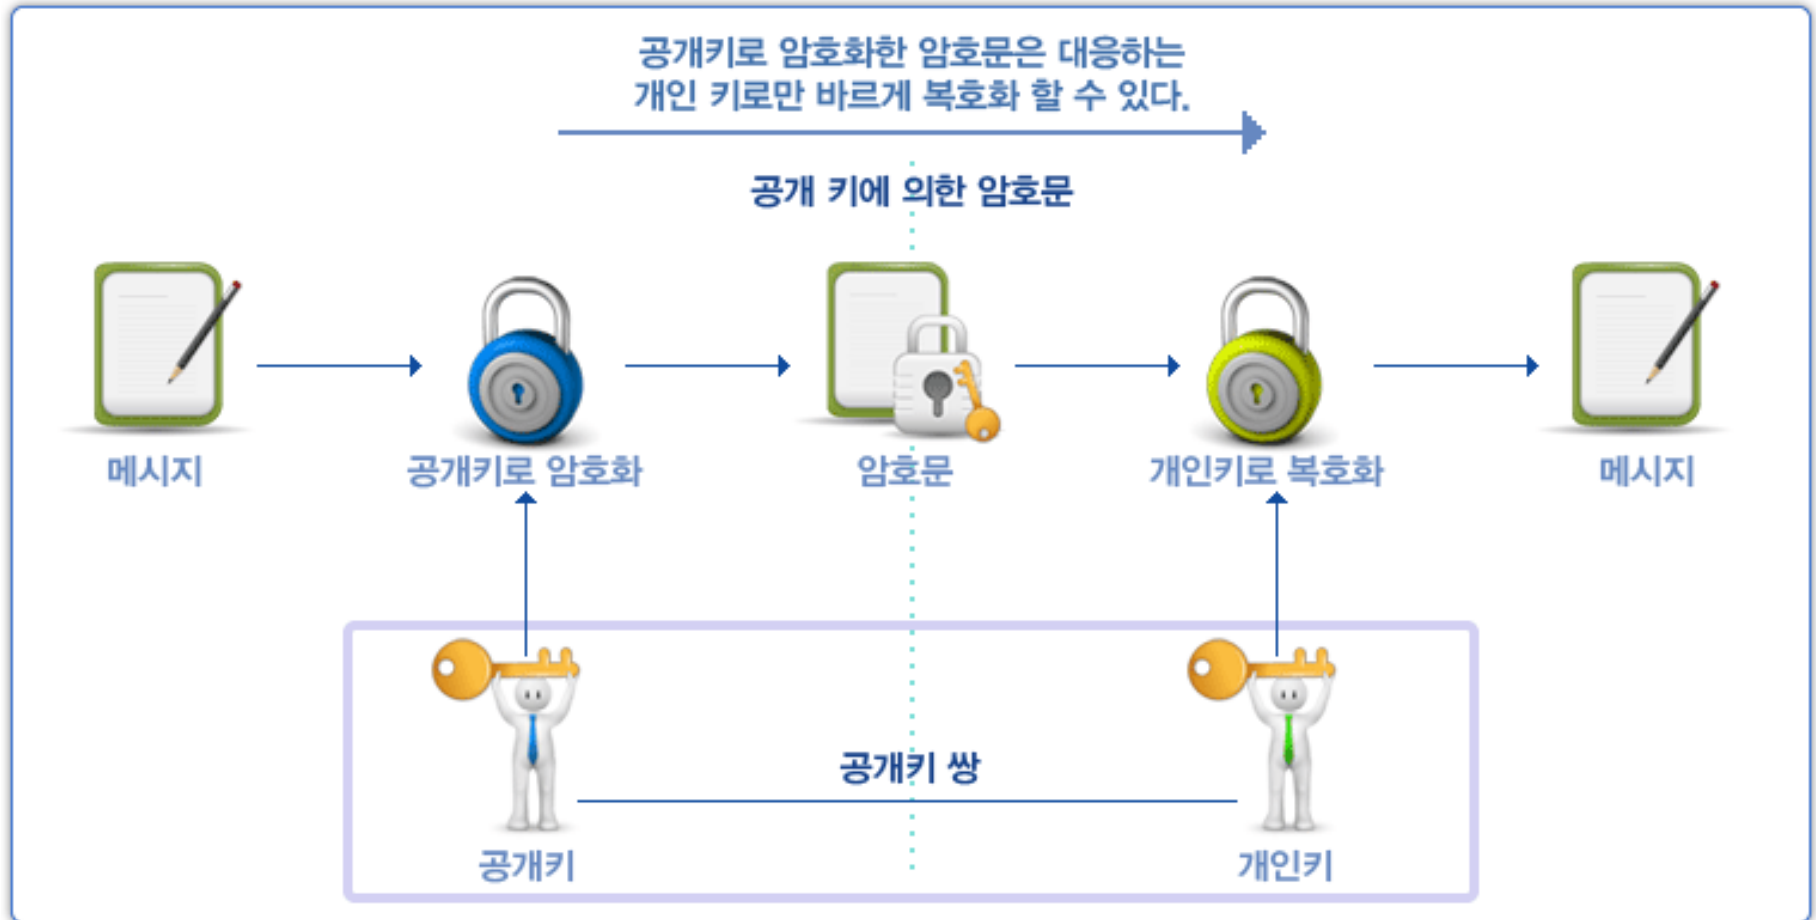 공개키로 암호화한 암호문은 대응하는
개인 키로만 바르게 복호화 할 수 있다.
공개 키에 의한 암호문
메시지
공개키로 암호화
암호문
개인키로 복호화
메시지
공개키 쌍
공개키
개인키